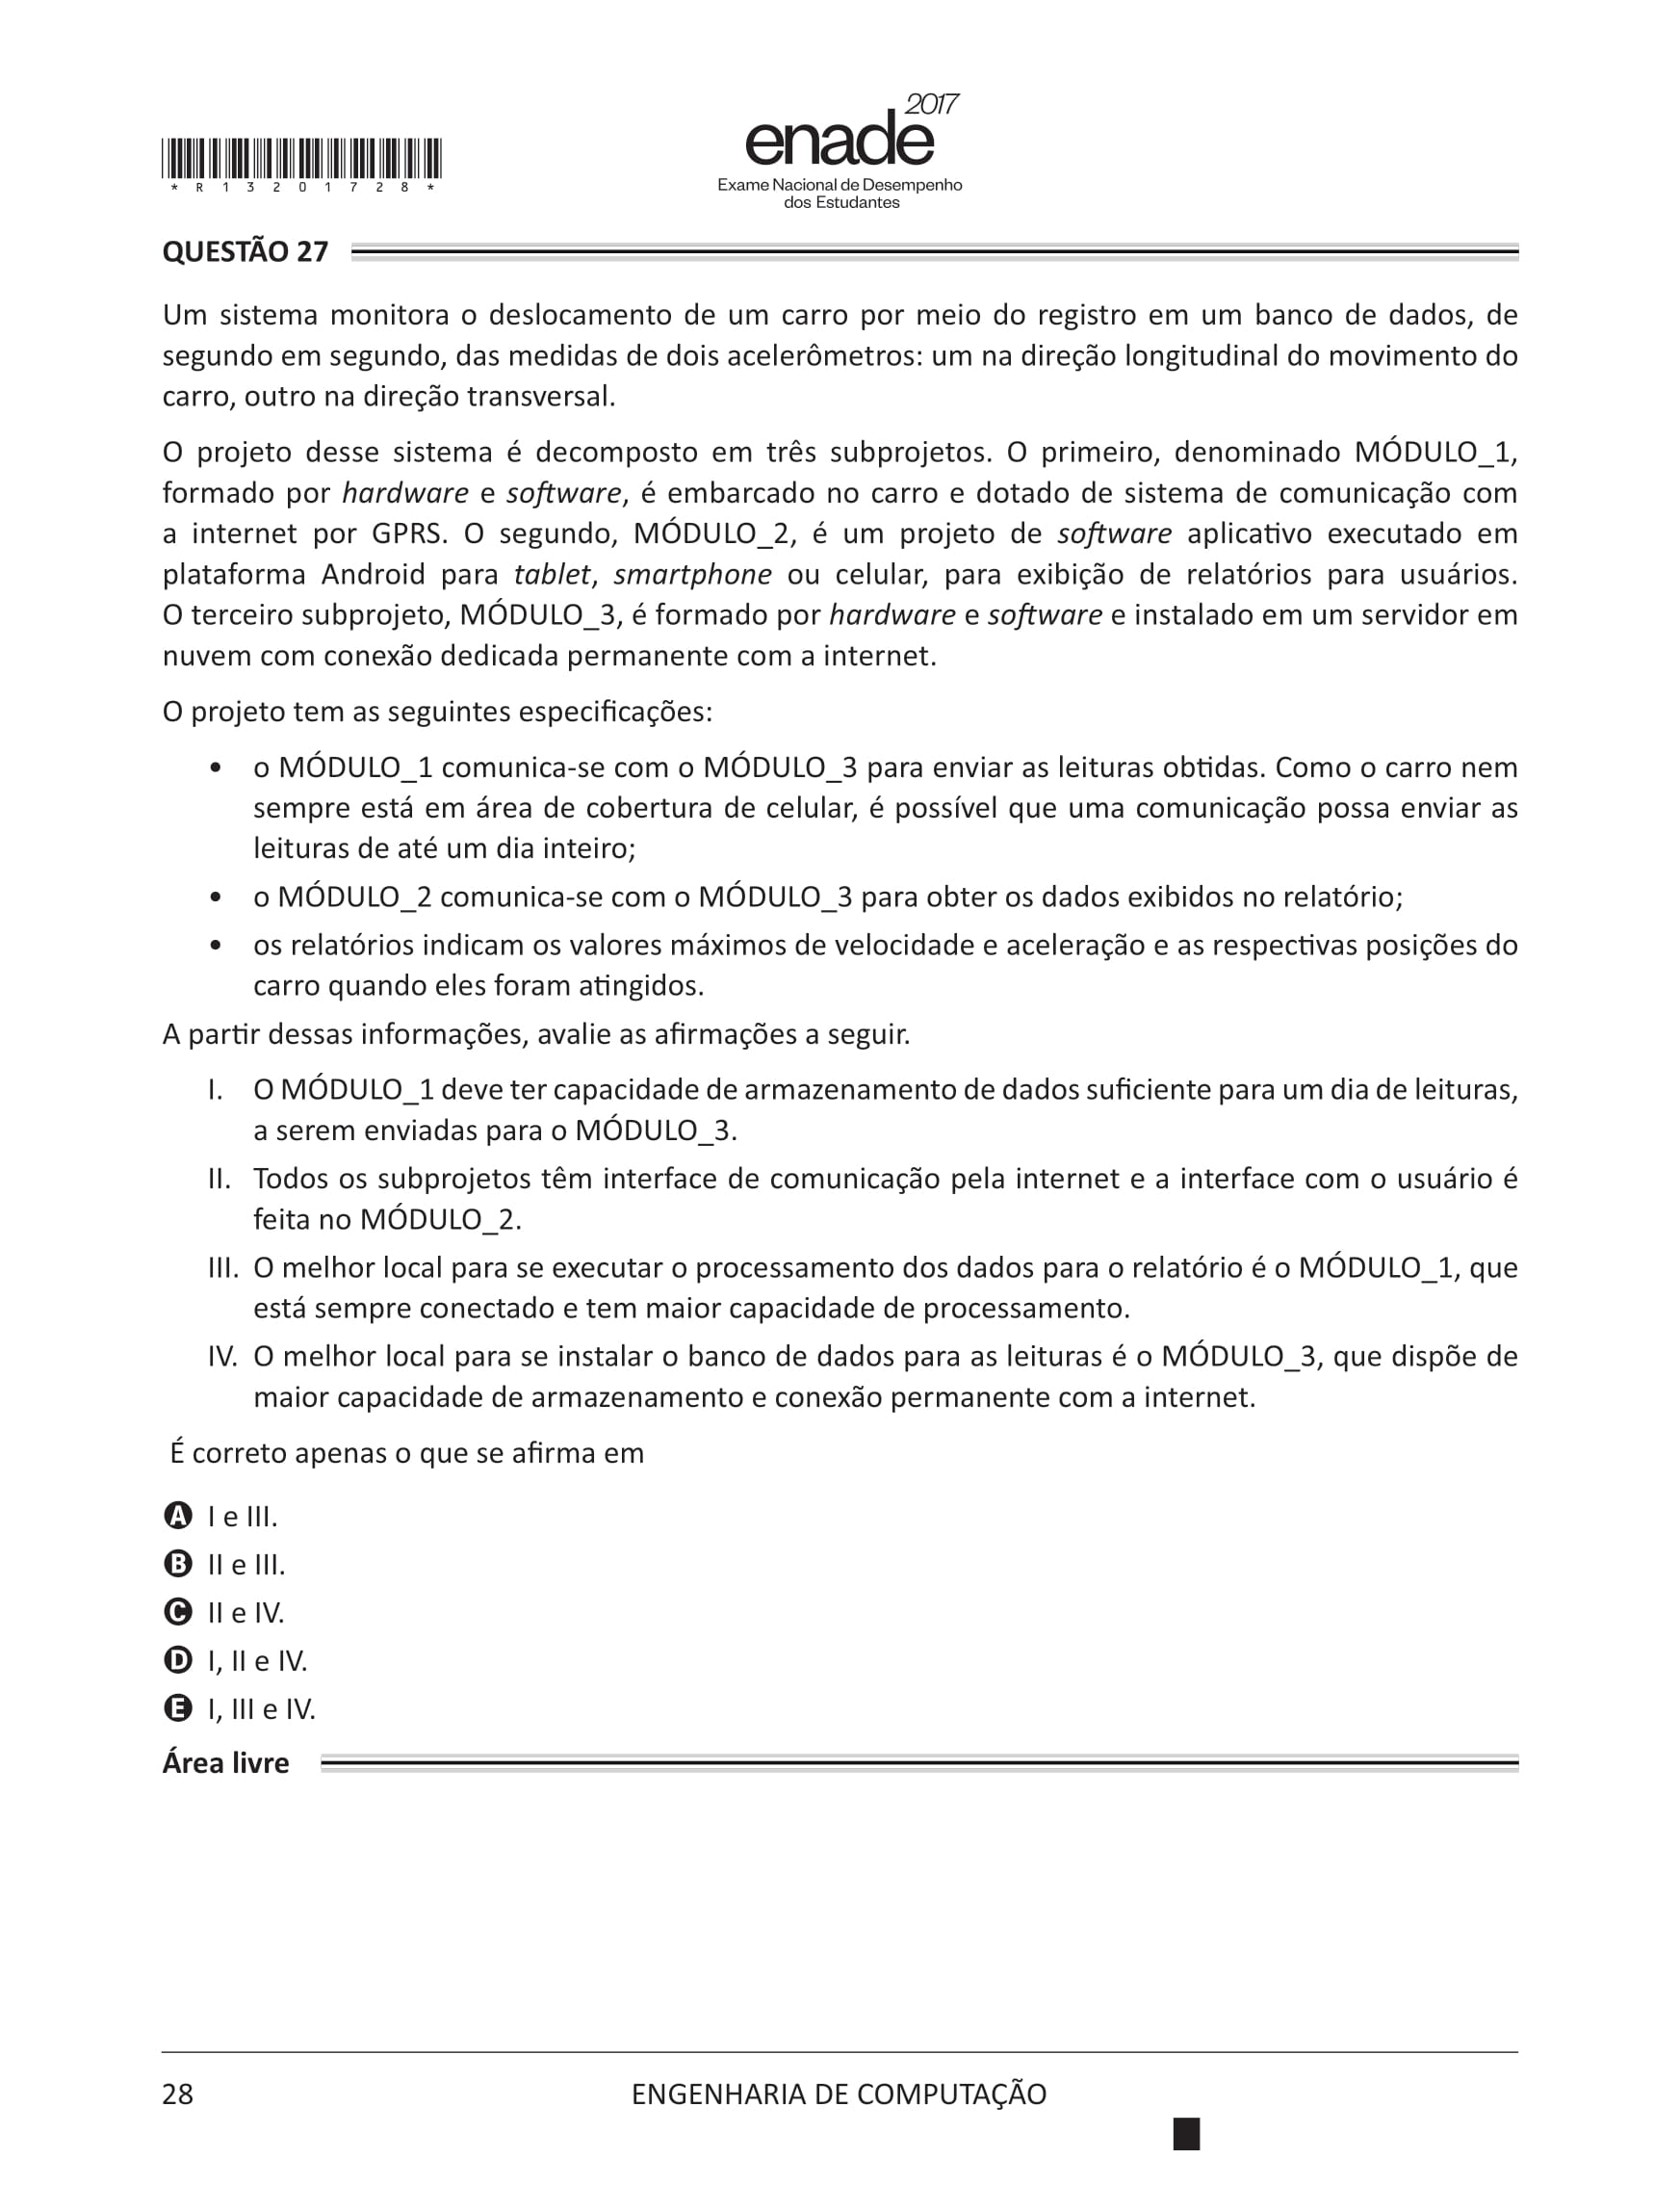 2017
enade
Exame Nacional de Desempenho
dos Estudantes
* R 1 3 2 0 1 7 2 8 *
QUESTÃO 27
Um sistema monitora o deslocamento de um carro por meio do registro em um banco de dados, de
segundo em segundo, das medidas de dois acelerômetros: um na direção longitudinal do movimento do
carro, outro na direção transversal.
O projeto desse sistema é decomposto em três subprojetos. O primeiro, denominado MÓDULO_1,
formado por hardware e software, é embarcado no carro e dotado de sistema de comunicação com
a internet por GPRS. O segundo, MÓDULO_2, é um projeto de software aplicativo executado em
plataforma Android para tablet, smartphone ou celular, para exibição de relatórios para usuários.
O terceiro subprojeto, MÓDULO_3, é formado por hardware e software e instalado em um servidor em
nuvem com conexão dedicada permanente com a internet.
O projeto tem as seguintes especificações:
• o MÓDULO_1 comunica-se com o MÓDULO_3 para enviar as leituras obtidas. Como o carro nem
sempre está em área de cobertura de celular, é possível que uma comunicação possa enviar as
leituras de até um dia inteiro;
• o MÓDULO_2 comunica-se com o MÓDULO_3 para obter os dados exibidos no relatório;
• os relatórios indicam os valores máximos de velocidade e aceleração e as respectivas posições do
carro quando eles foram atingidos.
A partir dessas informações, avalie as afirmações a seguir.
I. O MÓDULO_1 deve ter capacidade de armazenamento de dados suficiente para um dia de leituras,
a serem enviadas para o MÓDULO_3.
II. Todos os subprojetos têm interface de comunicação pela internet e a interface com o usuário é
feita no MÓDULO_2.
III. O melhor local para se executar o processamento dos dados para o relatório é o MÓDULO_1, que
está sempre conectado e tem maior capacidade de processamento.
IV. O melhor local para se instalar o banco de dados para as leituras é o MÓDULO_3, que dispõe de
maior capacidade de armazenamento e conexão permanente com a internet.
É correto apenas o que se afirma em
A I e III.
B II e III.
C II e IV.
D I, II e IV.
E I, III e IV.
Área livre
28
ENGENHARIA DE COMPUTAÇÃO